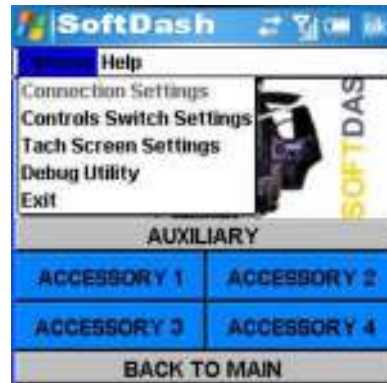 SoftDash
Help
Connection Settings
Controls Switch Settings
Tach Screen Settings
Debug Utility
Exit
SOFTDAS
AUXILIARY
ACCESSORY 1
ACCESSORY 2
ACCESSORY 3
ACCESSORY 4
BACK TO MAIN